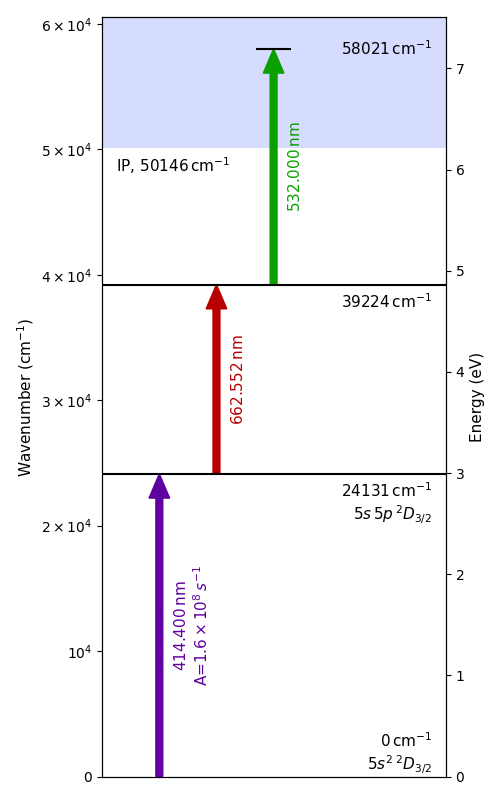 6 × 10⁴
58021 cm⁻¹
7
532.000 nm
5 × 10⁴
IP, 50146 cm⁻¹
6
4 × 10⁴
5
39224 cm⁻¹
662.552 nm
Wavenumber (cm⁻¹)
Energy (eV)
4
3 × 10⁴
3
24131 cm⁻¹
5s 5p ²D₃/₂
2 × 10⁴
2
414.400 nm
A=1.6 × 10⁸ s⁻¹
10⁴
1
0 cm⁻¹
5s² ²D₃/₂
0
0